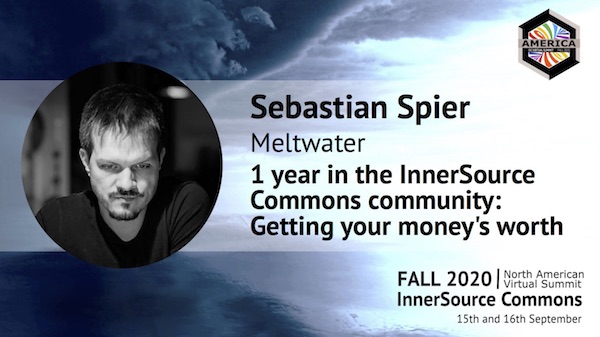 AMERICA
Sebastian Spier
Meltwater
1 year in the InnerSource
Commons community:
Getting your money's worth
FALL 2020 | North American
Virtual Summit
InnerSource Commons
15th and 16th September